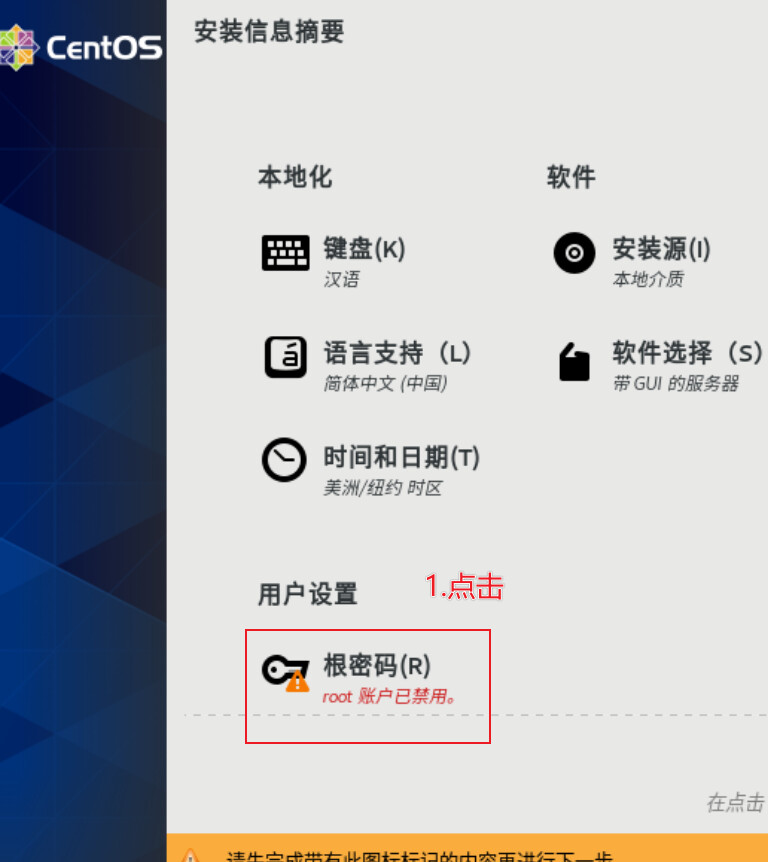 CentOS
安装信息摘要
本地化
软件
键盘(K)
汉语
安装源(I)
本地介质
语言支持（L）
简体中文 (中国)
软件选择（S）
带 GUI 的服务器
时间和日期(T)
美洲/纽约 时区
用户设置
1.点击
根密码(R)
root 账户已禁用。
在点击
请先完成带有此图标标记的内容再进行下一步